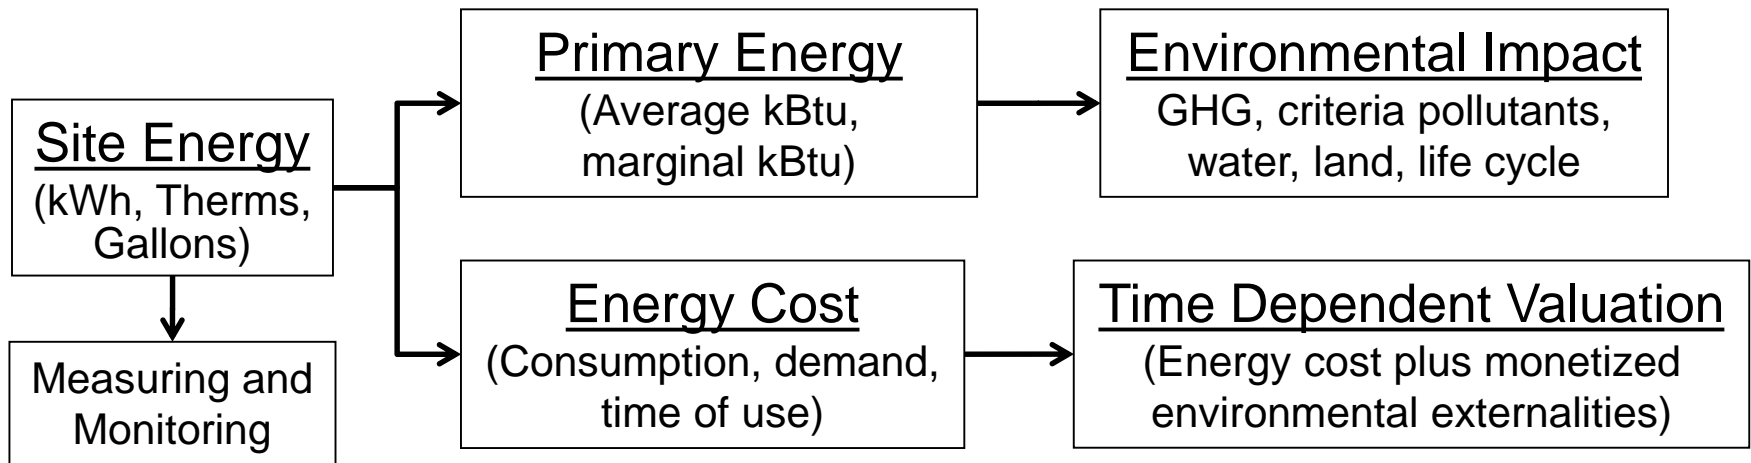 Site Energy
(kWh, Therms,
Gallons)
Measuring and
Monitoring
Primary Energy
(Average kBtu,
marginal kBtu)
Environmental Impact
GHG, criteria pollutants,
water, land, life cycle
Energy Cost
(Consumption, demand,
time of use)
Time Dependent Valuation
(Energy cost plus monetized
environmental externalities)